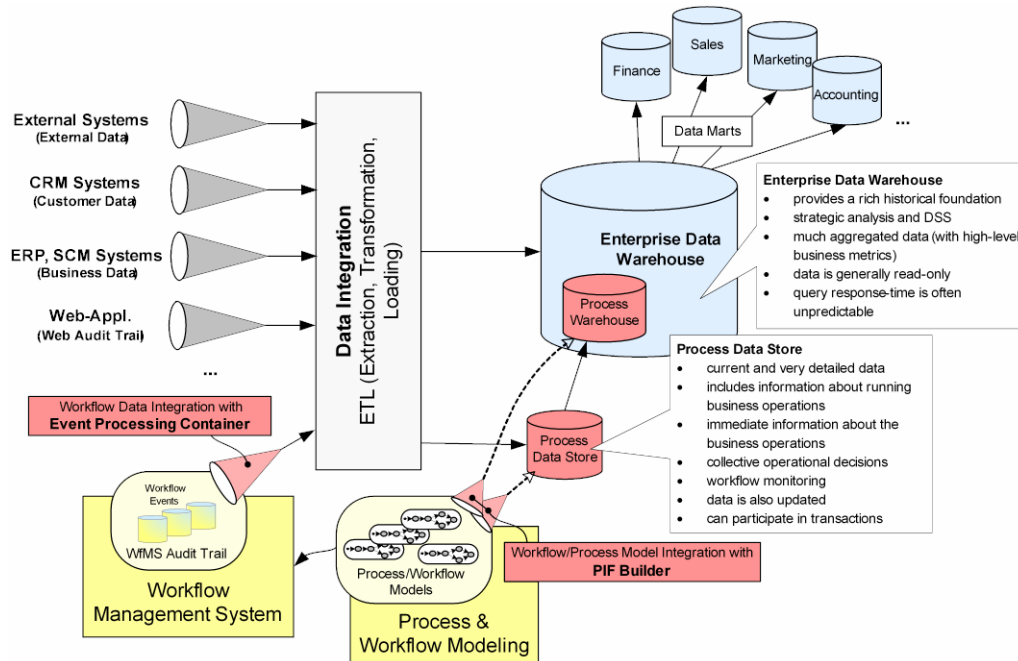 Sales
Marketing
Finance
Accounting
...
Data Marts
External Systems
(External Data)
CRM Systems
(Customer Data)
ERP, SCM Systems
(Business Data)
Web-Appl.
(Web Audit Trail)
...
Data Integration
ETL (Extraction, Transformation,
Loading)
Enterprise Data
Warehouse
Process
Warehouse
Enterprise Data Warehouse
• provides a rich historical foundation
• strategic analysis and DSS
• much aggregated data (with high-level
business metrics)
• data is generally read-only
• query response-time is often
unpredictable
Process Data Store
• current and very detailed data
• includes information about running
business operations
• immediate information about the
business operations
• collective operational decisions
• workflow monitoring
• data is also updated
• can participate in transactions
Process
Data Store
Workflow Data Integration with
Event Processing Container
Workflow
Events
WfMS Audit Trail
Workflow
Management System
Process/Workflow
Models
Process &
Workflow Modeling
Workflow/Process Model Integration with
PIF Builder